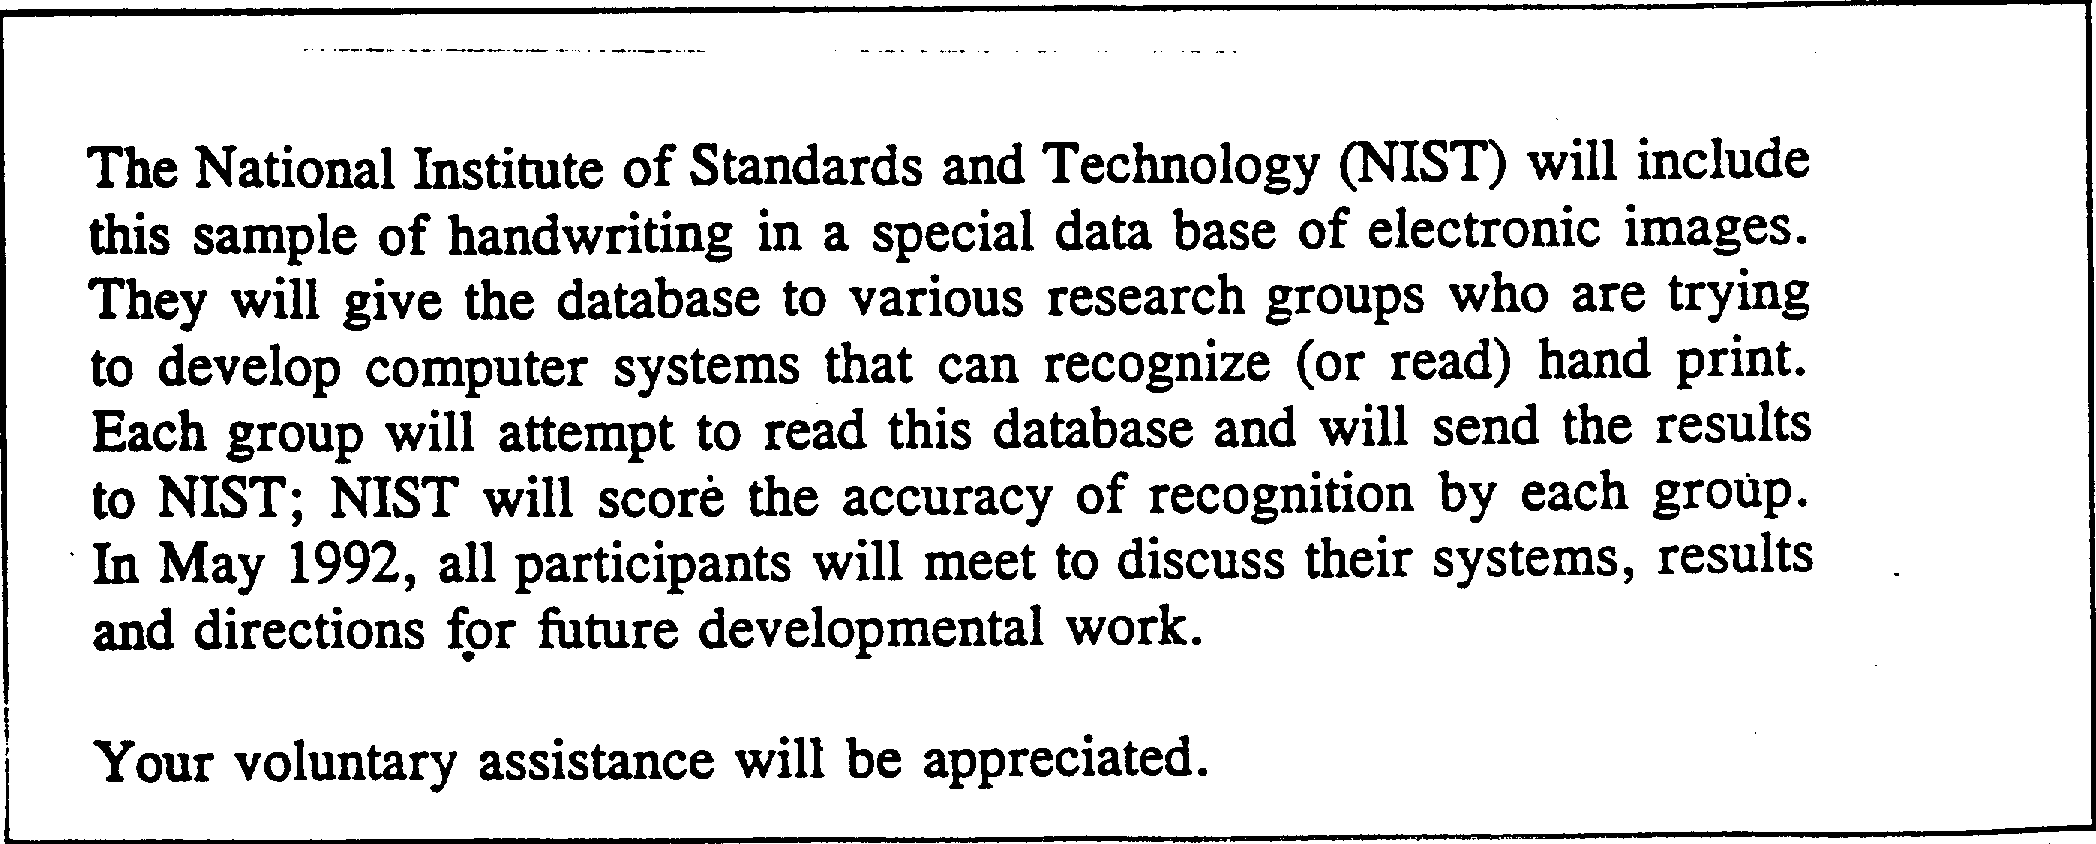 The National Institute of Standards and Technology (NIST) will include
this sample of handwriting in a special data base of electronic images.
They will give the database to various research groups who are trying
to develop computer systems that can recognize (or read) hand print.
Each group will attempt to read this database and will send the results
to NIST; NIST will score the accuracy of recognition by each group.
In May 1992, all participants will meet to discuss their systems, results
and directions for future developmental work.
Your voluntary assistance will be appreciated.